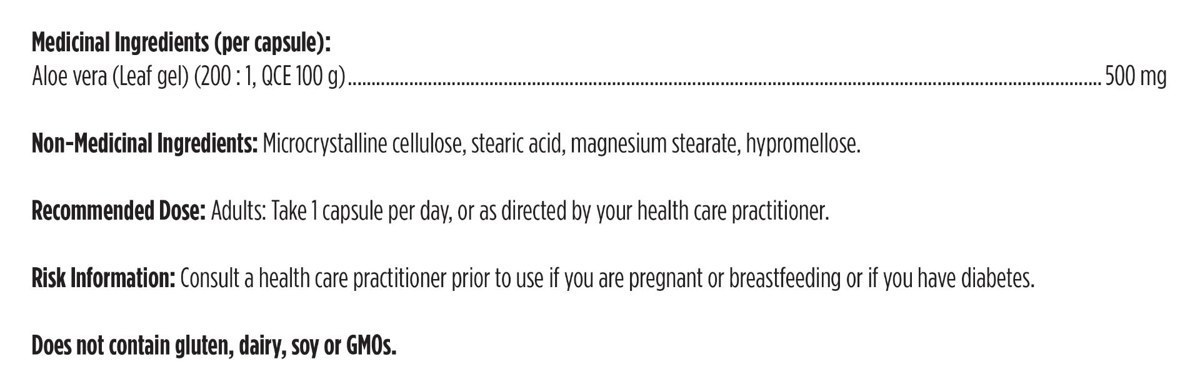 Medicinal Ingredients (per capsule):
Aloe vera (Leaf gel) (200 : 1, QCE 100 g)........................................................................................................................................................500 mg
Non-Medicinal Ingredients: Microcrystalline cellulose, stearic acid, magnesium stearate, hypromellose.
Recommended Dose: Adults: Take 1 capsule per day, or as directed by your health care practitioner.
Risk Information: Consult a health care practitioner prior to use if you are pregnant or breastfeeding or if you have diabetes.
Does not contain gluten, dairy, soy or GMOs.